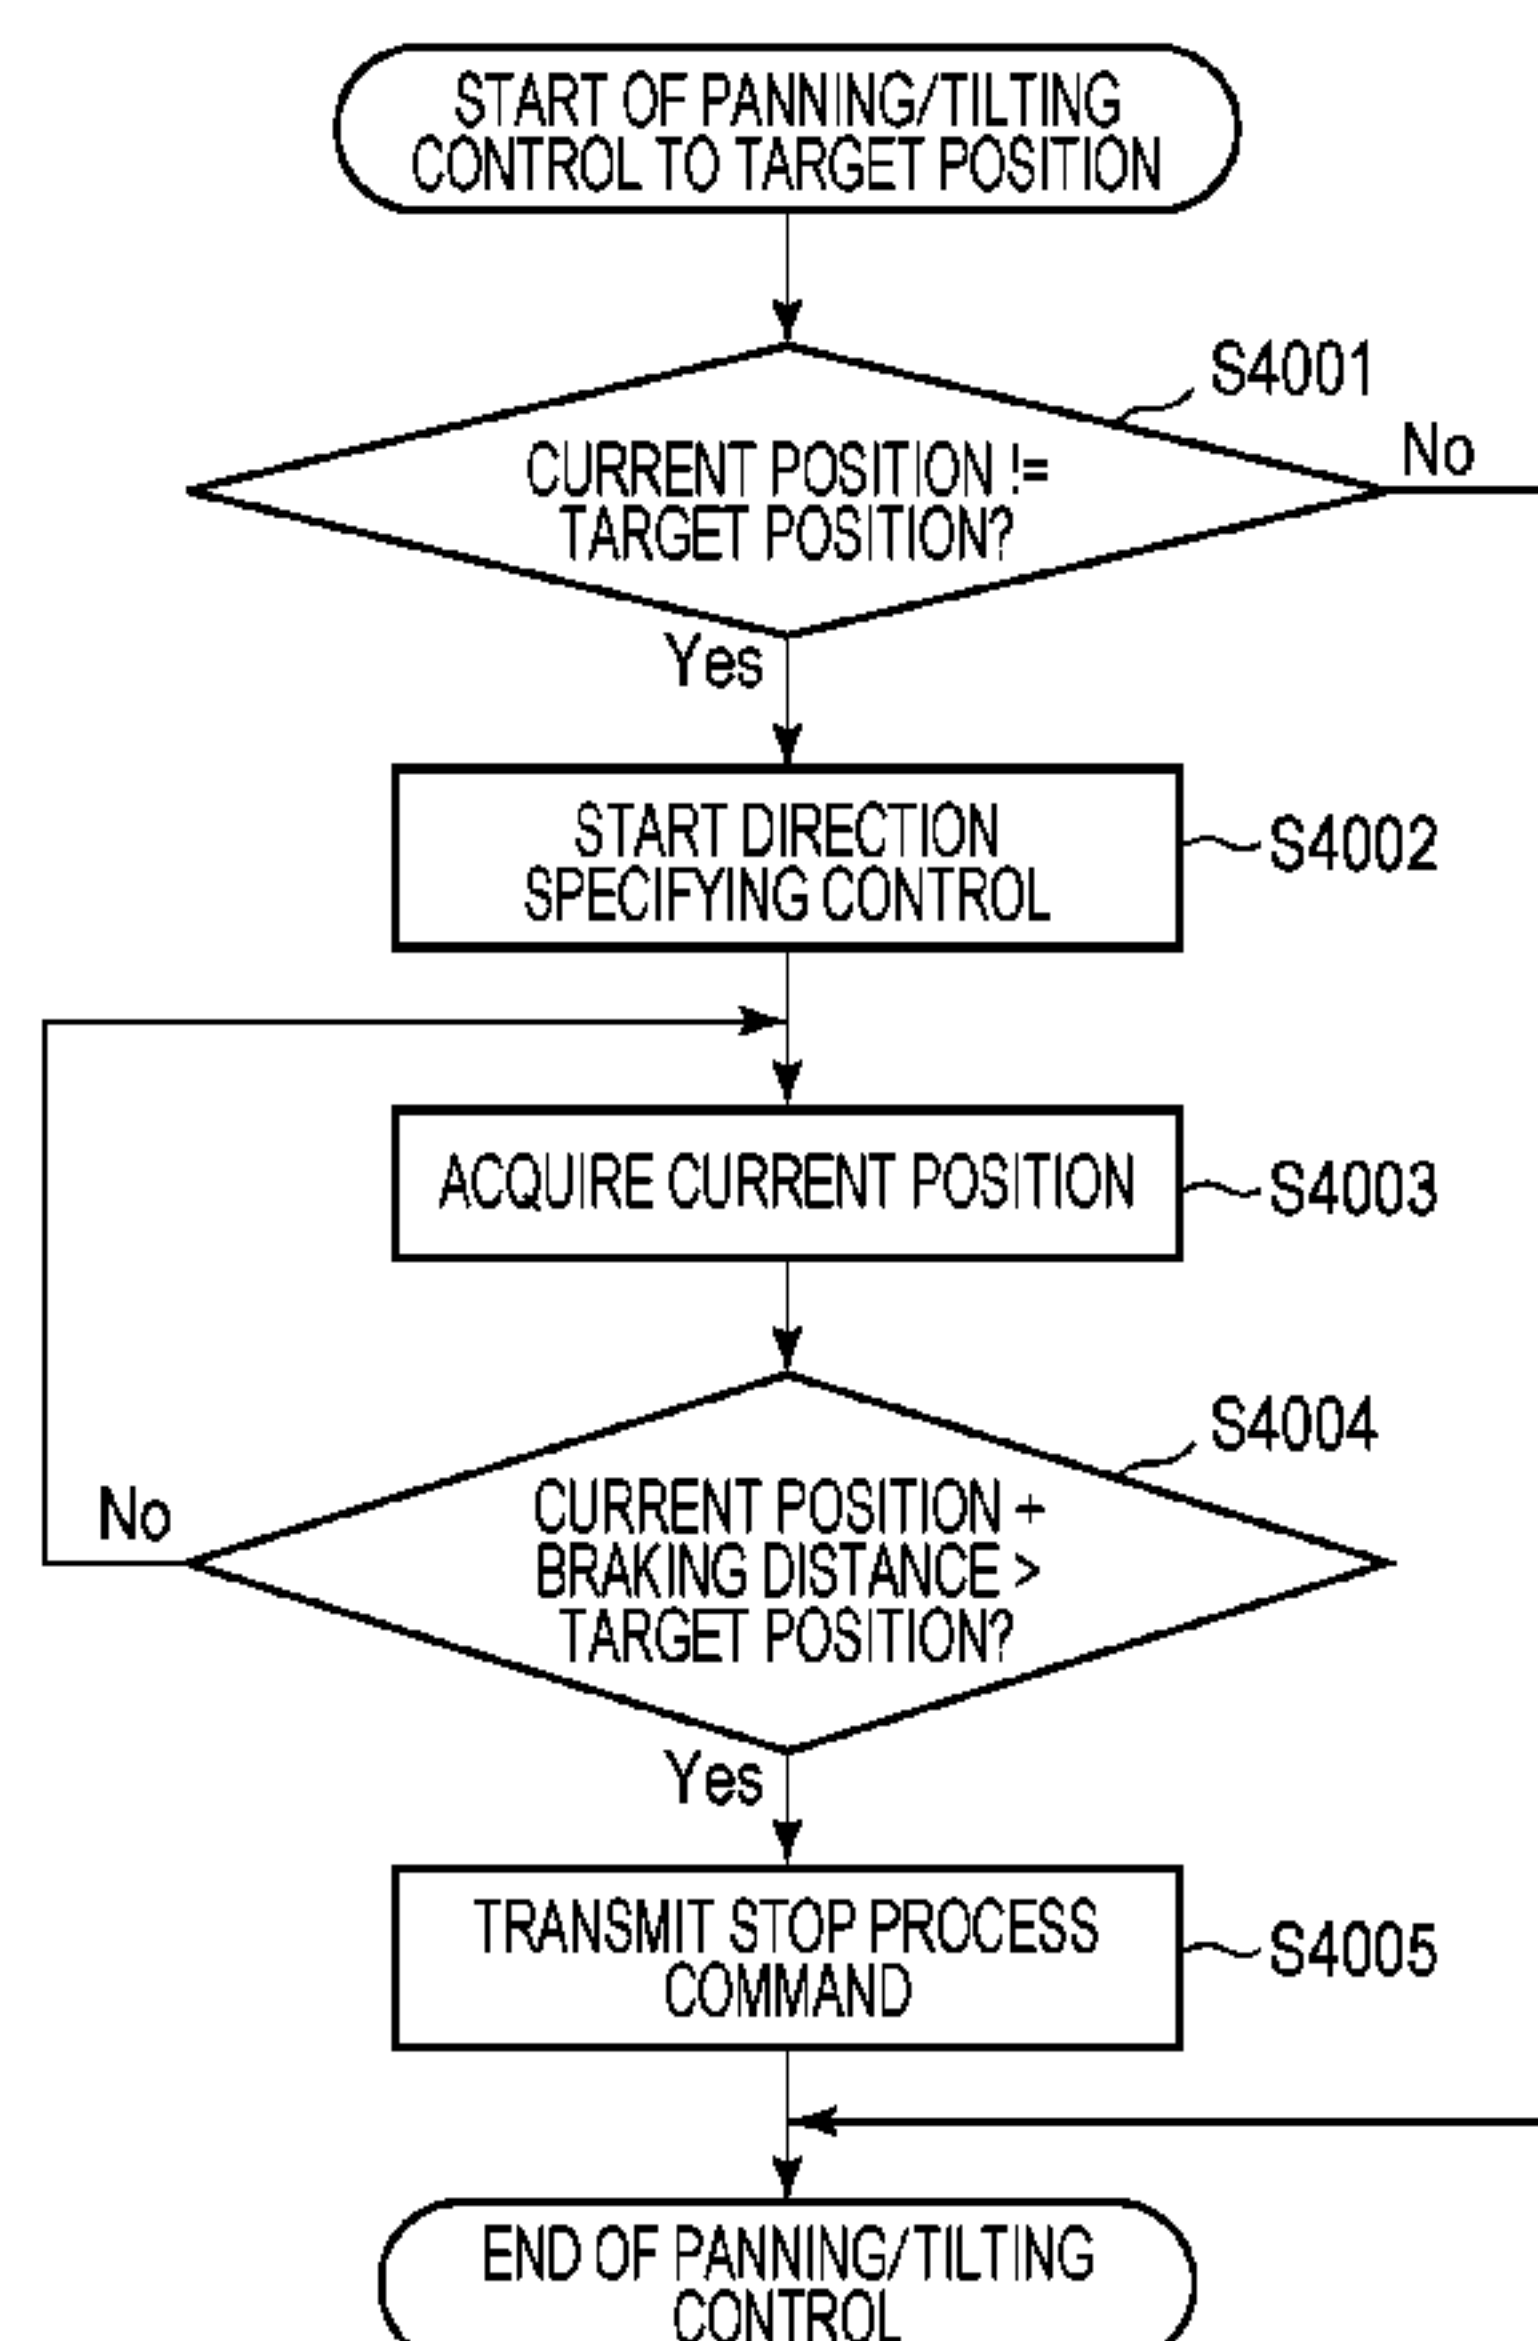 START OF PANNING/TILTING
CONTROL TO TARGET POSITION
S4001
No
CURRENT POSITION !=
TARGET POSITION?
Yes
START DIRECTION
SPECIFYING CONTROL
S4002
ACQUIRE CURRENT POSITION
S4003
S4004
No
CURRENT POSITION +
BRAKING DISTANCE >
TARGET POSITION?
Yes
TRANSMIT STOP PROCESS
COMMAND
S4005
END OF PANNING/TILTING
CONTROL